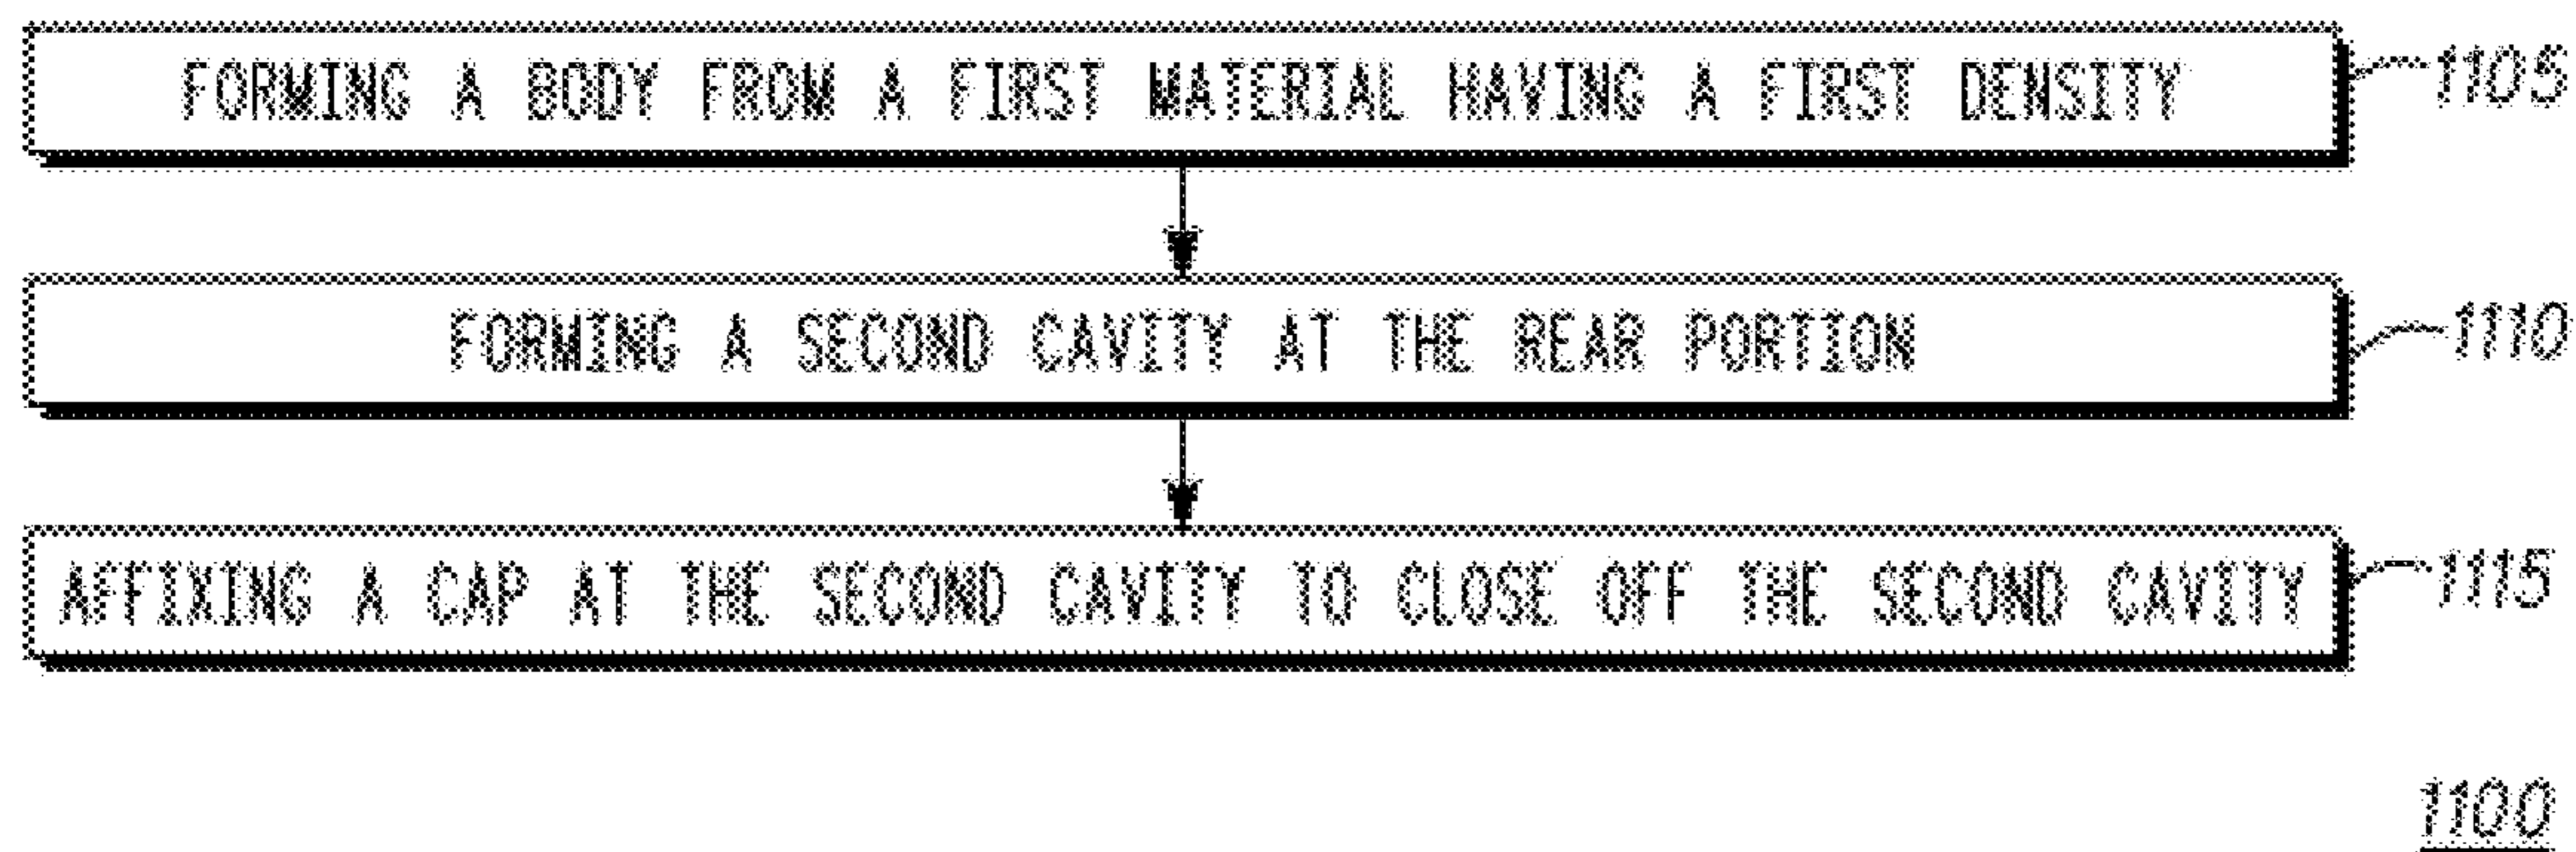 FORMING A BODY FROM A FIRST MATERIAL HAVING A FIRST DENSITY
1105
FORMING A SECOND CAVITY AT THE REAR PORTION
1110
AFFIXING A CAP AT THE SECOND CAVITY TO CLOSE OFF THE SECOND CAVITY
1115
1100